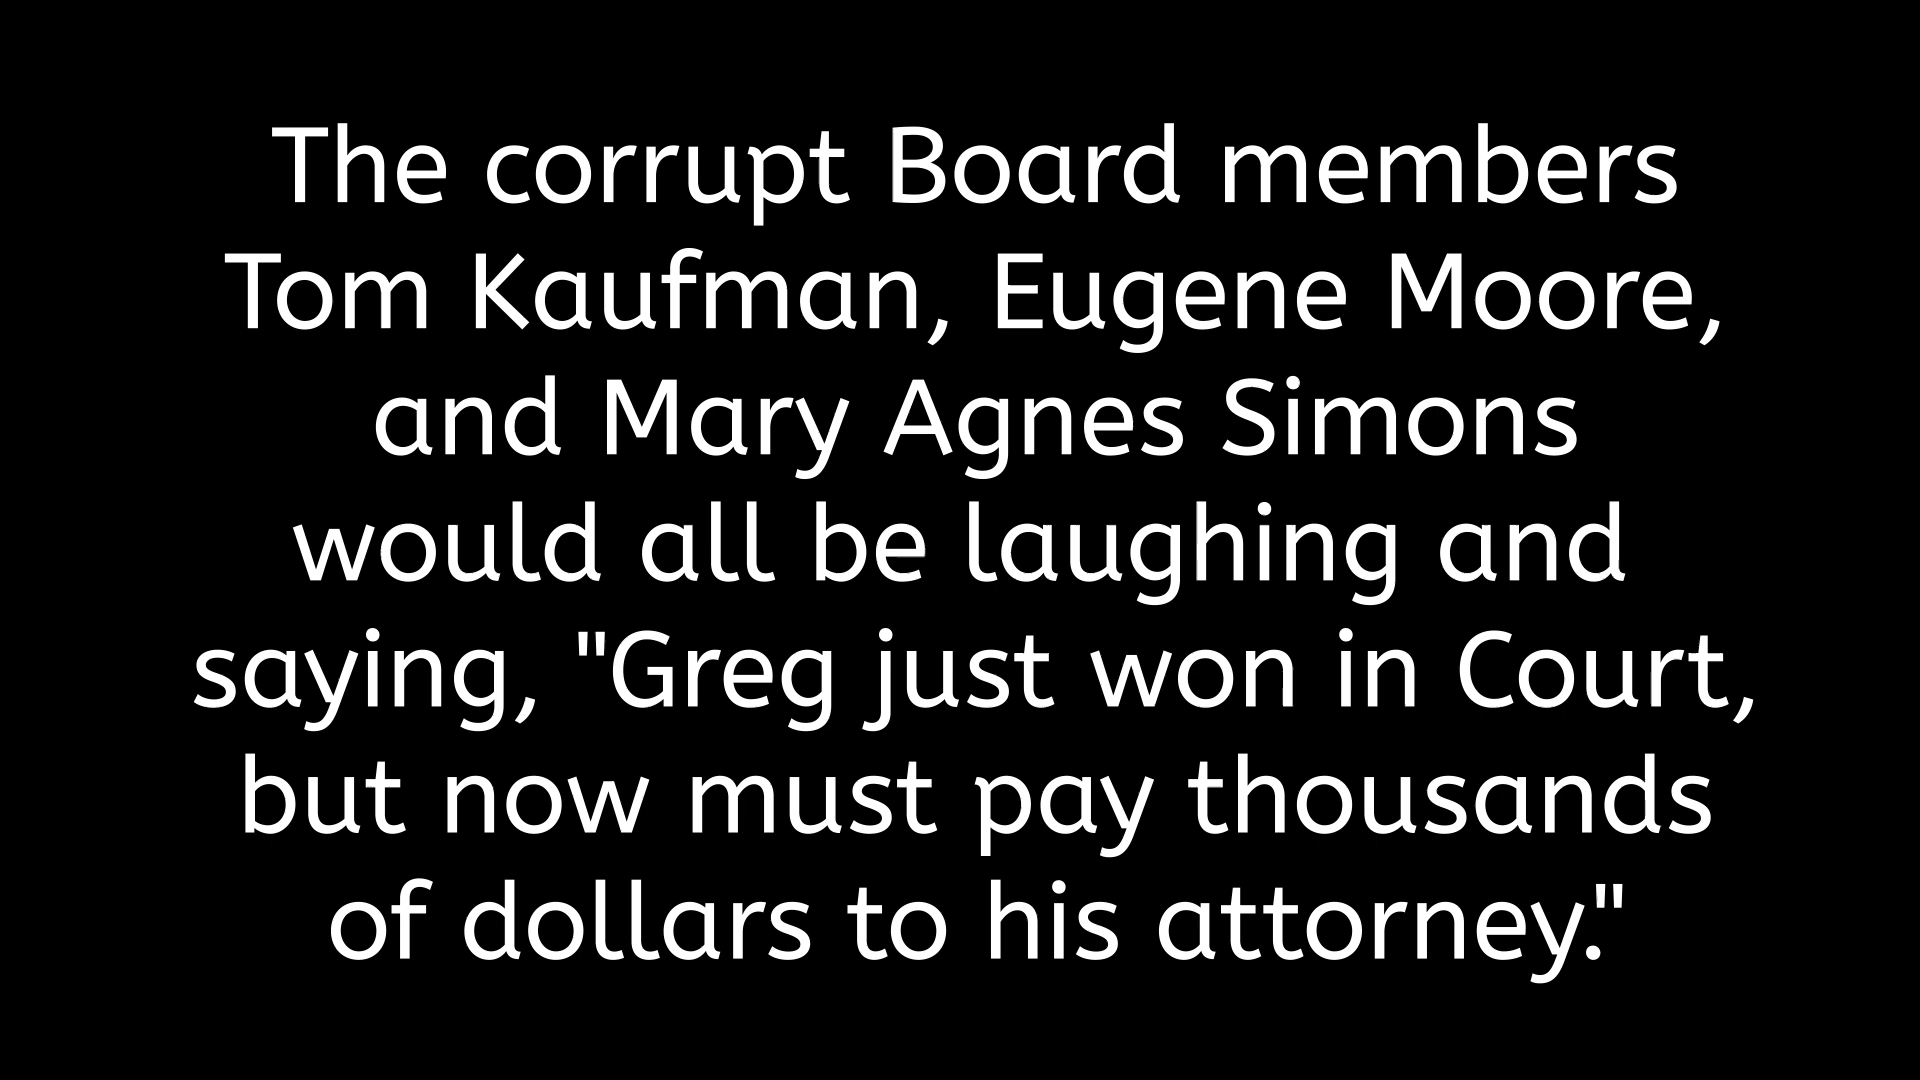 The corrupt Board members
Tom Kaufman, Eugene Moore,
and Mary Agnes Simons
would all be laughing and
saying, "Greg just won in Court,
but now must pay thousands
of dollars to his attorney."